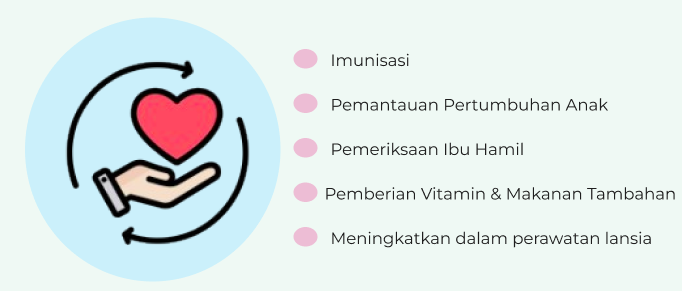 Imunisasi
Pemantauan Pertumbuhan Anak
Pemeriksaan Ibu Hamil
Pemberian Vitamin & Makanan Tambahan
Meningkatkan dalam perawatan lansia